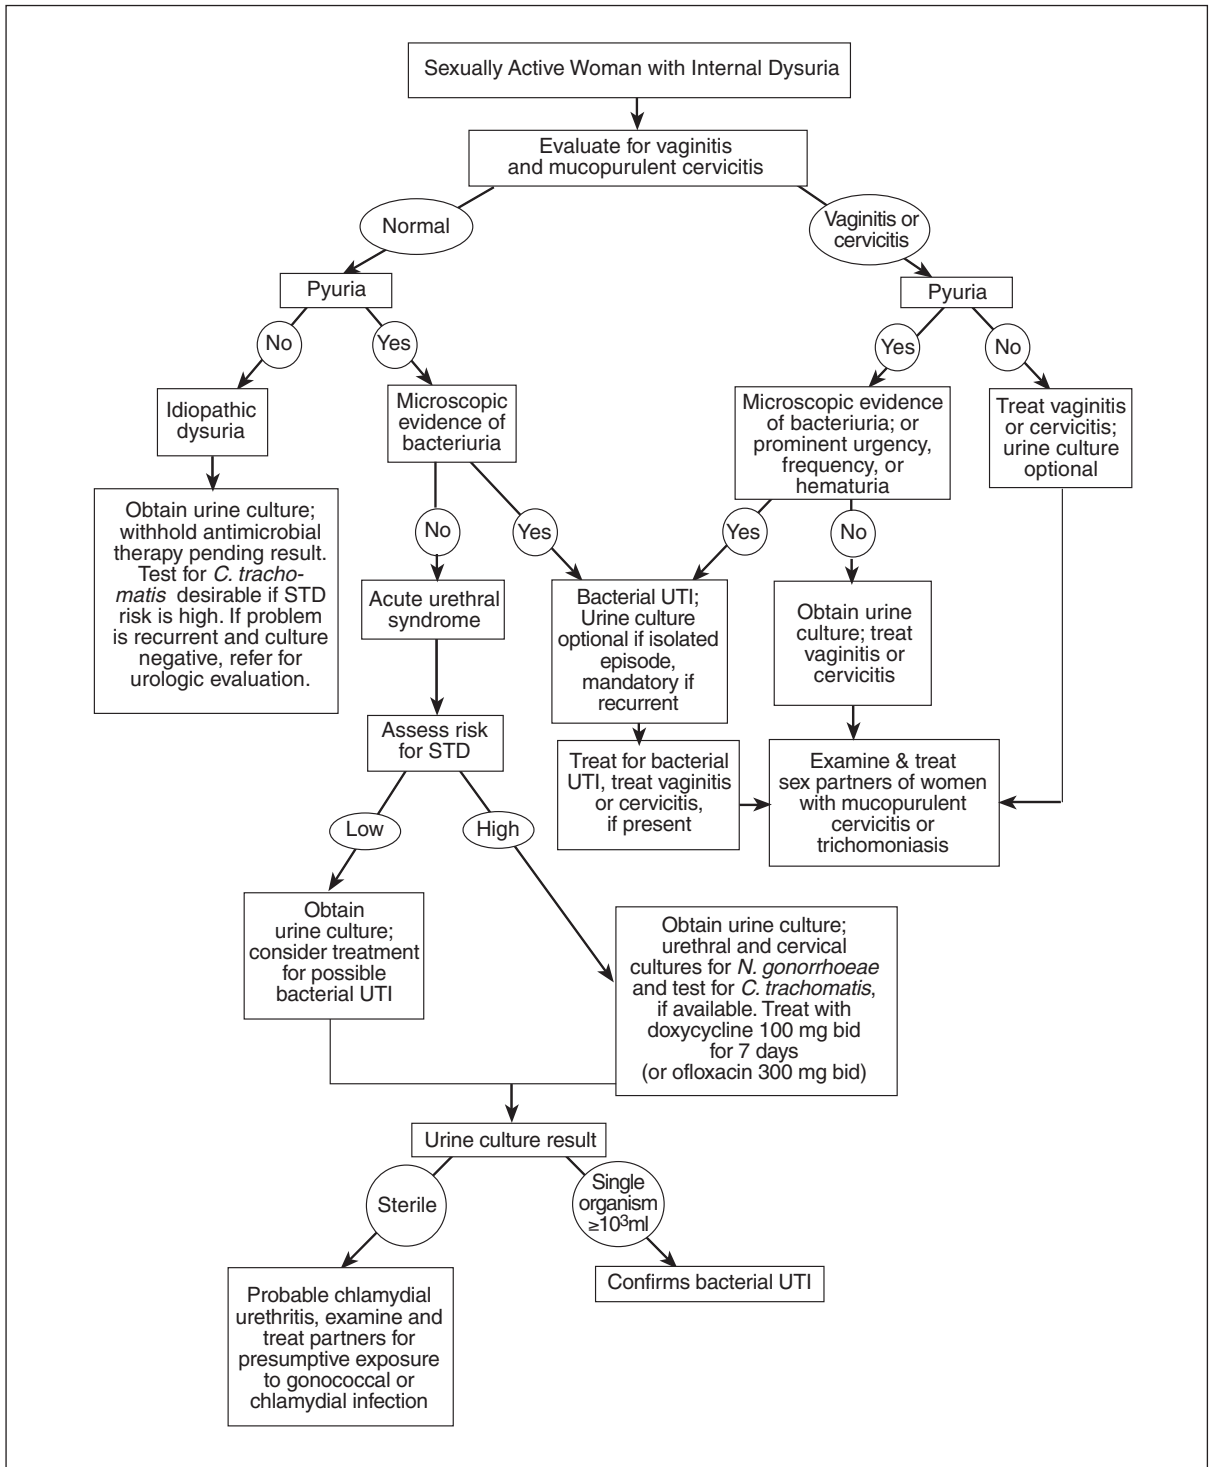 Sexually Active Woman with Internal Dysuria
Evaluate for vaginitis
and mucopurulent cervicitis
Normal
Vaginitis or
cervicitis
Pyuria
Pyuria
No
Yes
Yes
No
Idiopathic
dysuria
Microscopic
evidence of
bacteriuria
Microscopic evidence
of bacteriuria; or
prominent urgency,
frequency, or
hematuria
Treat vaginitis
or cervicitis;
urine culture
optional
Obtain urine culture;
withhold antimicrobial
therapy pending result.
Test for C. tracho-
matis desirable if STD
risk is high. If problem
is recurrent and culture
negative, refer for
urologic evaluation.
No
Yes
Yes
No
Acute urethral
syndrome
Bacterial UTI;
Urine culture
optional if isolated
episode,
mandatory if
recurrent
Obtain urine
culture; treat
vaginitis or
cervicitis
Assess risk
for STD
Treat for bacterial
UTI, treat vaginitis
or cervicitis,
if present
Examine & treat
sex partners of women
with mucopurulent
cervicitis or
trichomoniasis
Low
High
Obtain
urine culture;
consider treatment
for possible
bacterial UTI
Obtain urine culture;
urethral and cervical
cultures for N. gonorrhoeae
and test for C. trachomatis,
if available. Treat with
doxycycline 100 mg bid
for 7 days
(or ofloxacin 300 mg bid)
Urine culture result
Sterile
Single
organism
≥10³ml
Probable chlamydial
urethritis, examine and
treat partners for
presumptive exposure
to gonococcal or
chlamydial infection
Confirms bacterial UTI